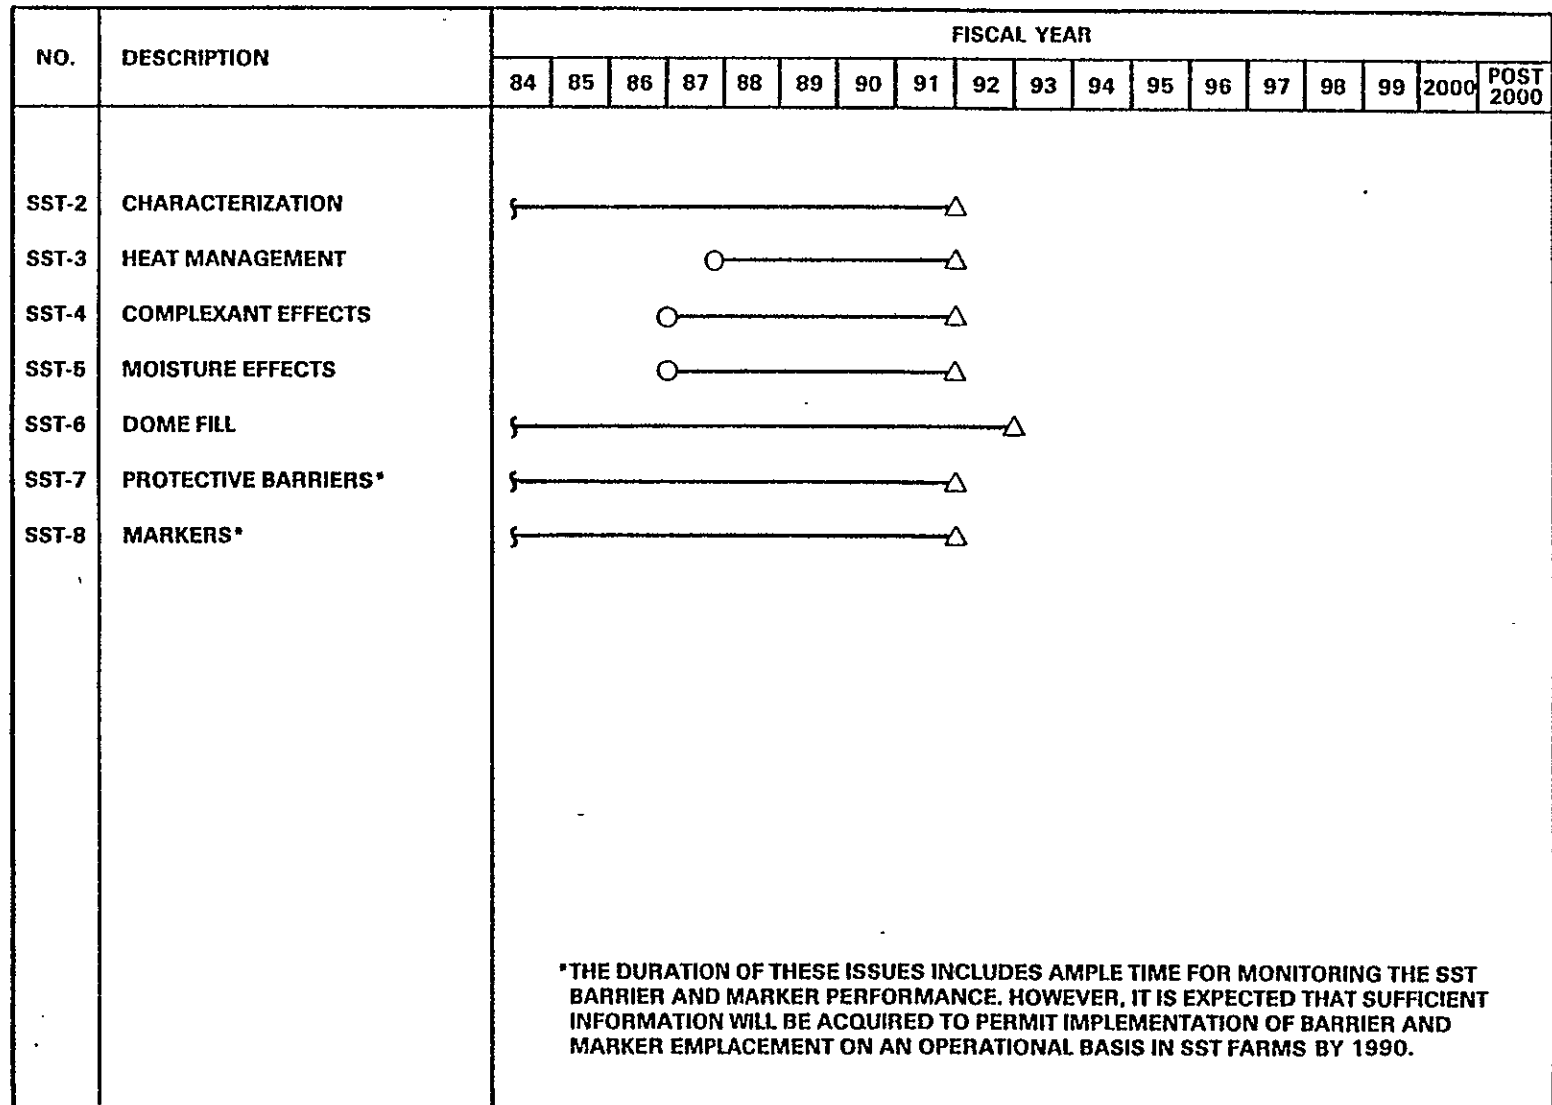 NO. DESCRIPTION FISCAL YEAR
84 85 86 87 88 89 90 91 92 93 94 95 96 97 98 99 2000 POST 2000
SST-2 CHARACTERIZATION
SST-3 HEAT MANAGEMENT
SST-4 COMPLEXANT EFFECTS
SST-5 MOISTURE EFFECTS
SST-6 DOME FILL
SST-7 PROTECTIVE BARRIERS*
SST-8 MARKERS*
*THE DURATION OF THESE ISSUES INCLUDES AMPLE TIME FOR MONITORING THE SST
BARRIER AND MARKER PERFORMANCE. HOWEVER, IT IS EXPECTED THAT SUFFICIENT
INFORMATION WILL BE ACQUIRED TO PERMIT IMPLEMENTATION OF BARRIER AND
MARKER EMPLACEMENT ON AN OPERATIONAL BASIS IN SST FARMS BY 1990.